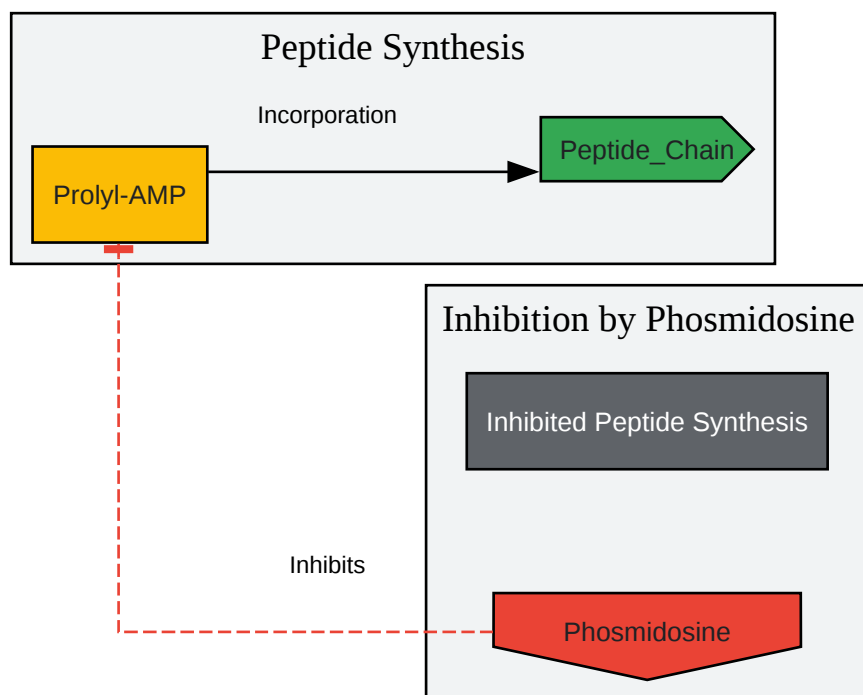 Peptide Synthesis
Incorporation
Peptide_Chain
Prolyl-AMP
Inhibition by Phosmidosine
Inhibited Peptide Synthesis
Inhibits
Phosmidosine